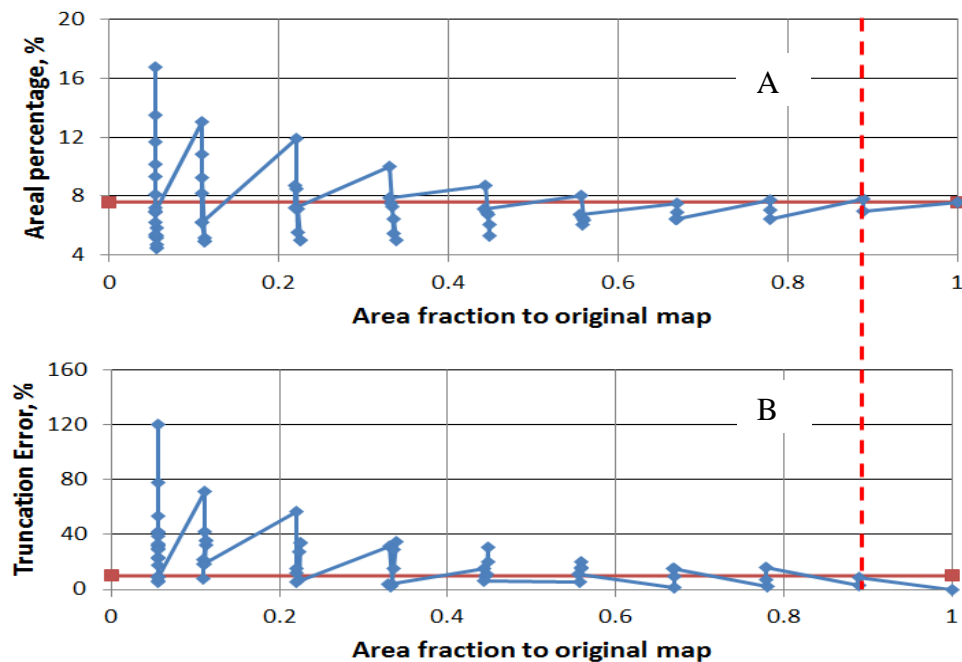 20
16
12
8
4
Areal percentage, %
A
0 0.2 0.4 0.6 0.8 1
Area fraction to original map
160
120
80
40
0
Truncation Error, %
B
0 0.2 0.4 0.6 0.8 1
Area fraction to original map